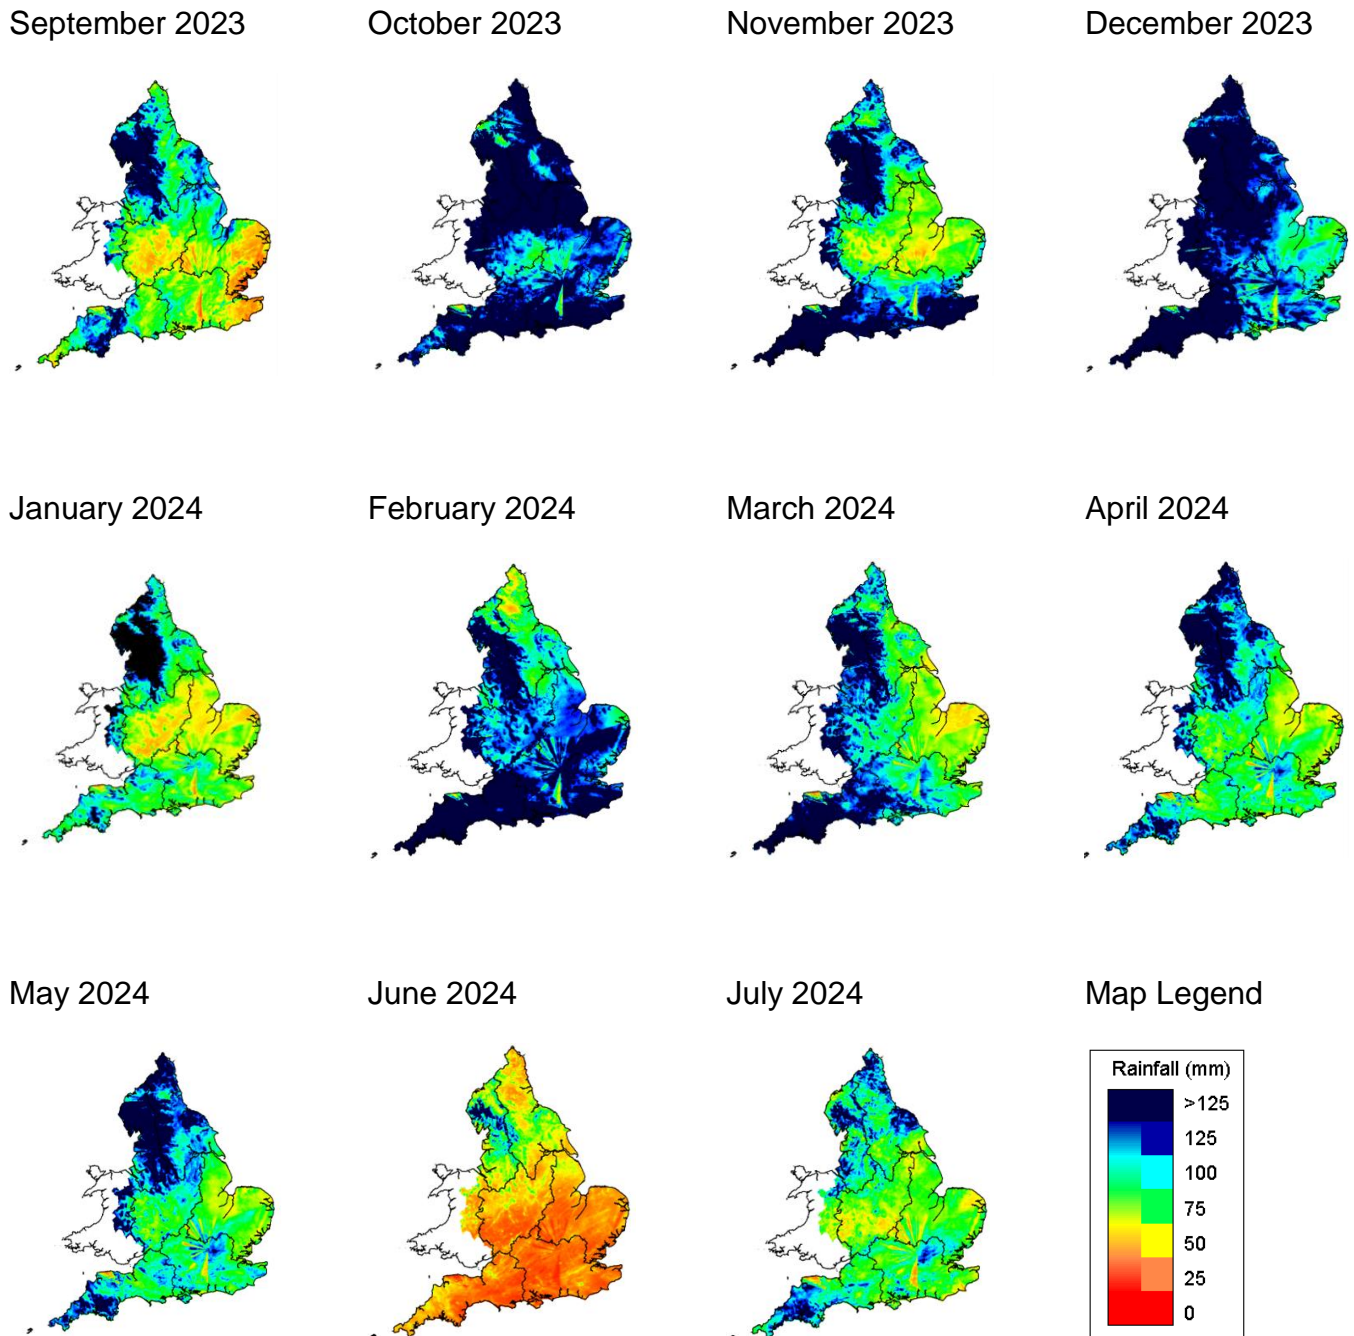 September 2023
October 2023
November 2023
December 2023
January 2024
February 2024
March 2024
April 2024
May 2024
June 2024
July 2024
Map Legend
Rainfall (mm)
>125
125
100
75
50
25
0